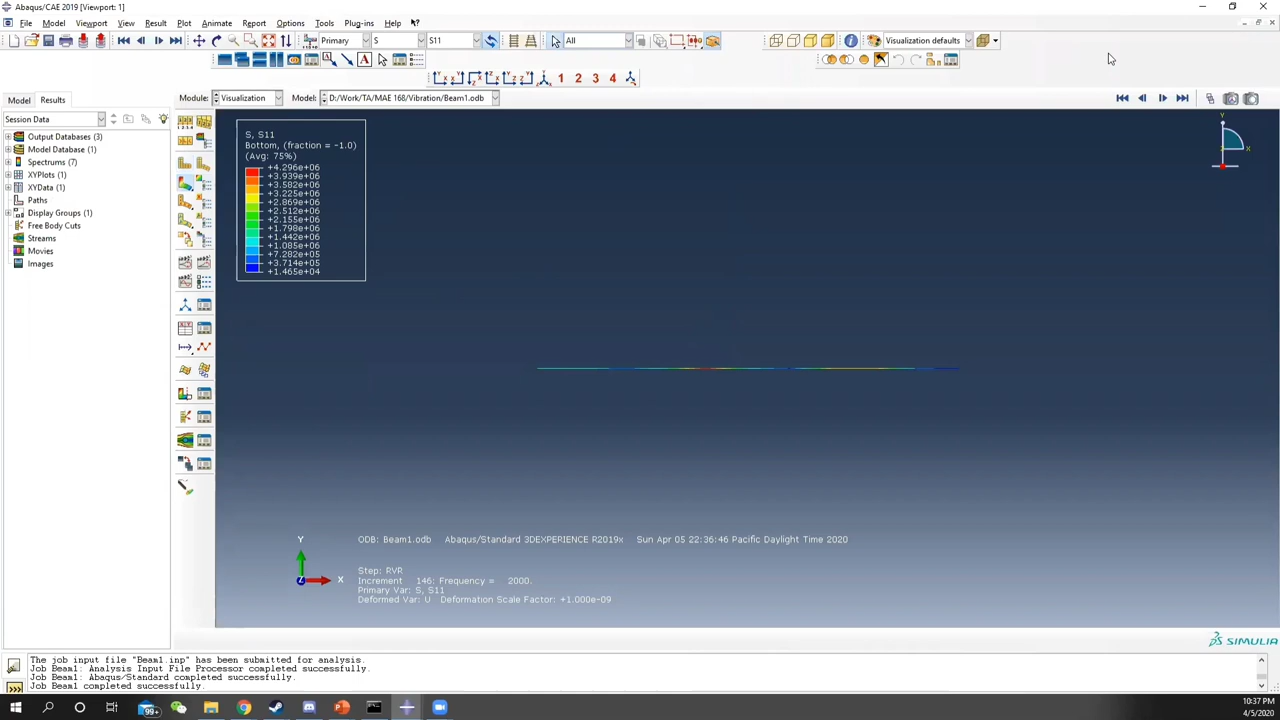 Abaqus/CAE 2019 [Viewport: 1]
File Model Viewport View Result Plot Animate Report Options Tools Plug-ins Help
Primary S S11 All Visualization defaults
1 2 3 4
Model Results Module: Visualization Model: D:/Work/TA/MAE 168/Vibration/Beam1.odb
Session Data
Output Databases (3)
Model Database (1)
Spectrums (7)
XYPlots (1)
XYData (1)
Paths
Display Groups (1)
Free Body Cuts
Streams
Movies
Images
S, S11
Bottom, (fraction = -1.0)
(Avg: 75%)
+4.296e+06
+3.939e+06
+3.582e+06
+3.225e+06
+2.869e+06
+2.512e+06
+2.155e+06
+1.798e+06
+1.442e+06
+1.085e+06
+7.282e+05
+3.714e+05
+1.465e+04
Y
X
Y
X
Z
ODB: Beam1.odb Abaqus/Standard 3DEXPERIENCE R2019x Sun Apr 05 22:36:46 Pacific Daylight Time 2020
Step: RVR
Increment 146: Frequency = 2000.
Primary Var: S, S11
Deformed Var: U Deformation Scale Factor: +1.000e-09
SIMULIA
The job input file "Beam1.inp" has been submitted for analysis.
Job Beam1: Analysis Input File Processor completed successfully.
Job Beam1: Abaqus/Standard completed successfully.
Job Beam1 completed successfully.
99+
10:37 PM
4/5/2020